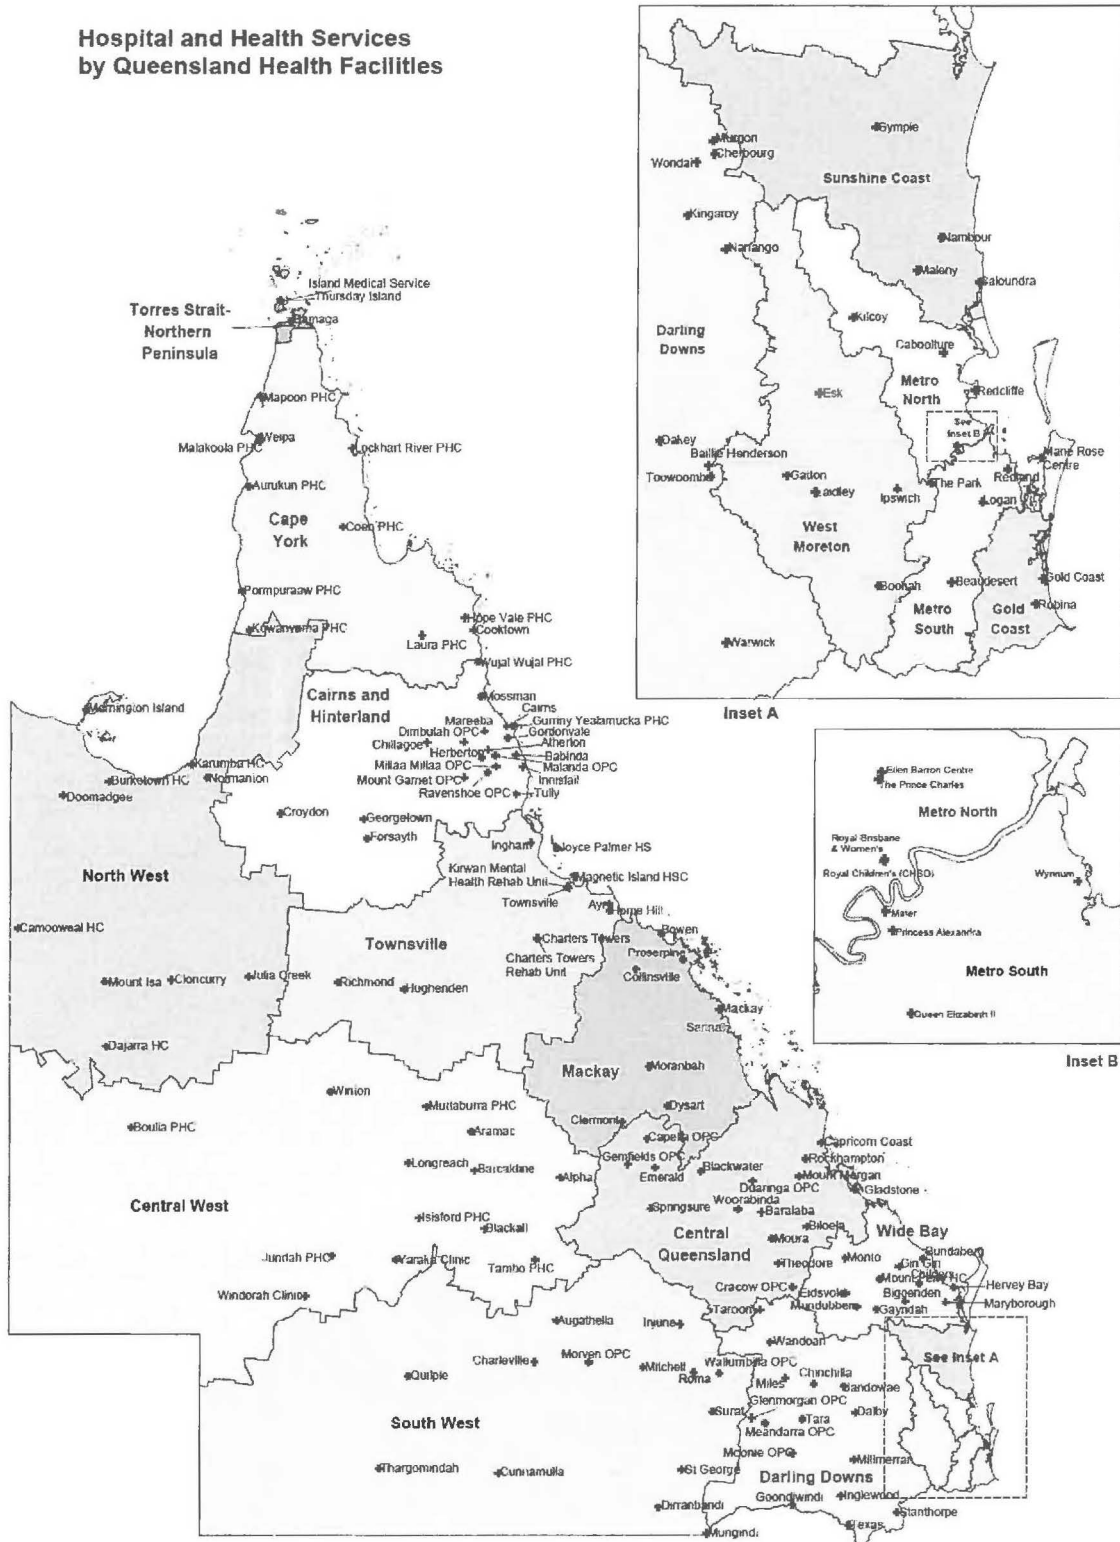 Hospital and Health Services
by Queensland Health Facilities
Island Medical Service
Thursday Island
Bamaga
Torres Strait-
Northern
Peninsula
Mapoon PHC
Weipa
Malakoola PHC
Lockhart River PHC
Aurukun PHC
Cape
York
Coen PHC
Pormpuraaw PHC
Kowanyama PHC
Hope Vale PHC
Cooktown
Laura PHC
Wujal Wujal PHC
Mossman
Cairns and
Hinterland
Cairns
Mareeba
Gurriny Yealamucka PHC
Dimbulah OPC
Gordonvale
Chillagoe
Atherton
Herberton
Babinda
Millaa Millaa OPC
Malanda OPC
Mount Garnet OPC
Innisfail
Ravenshoe OPC
Tully
Mornington Island
Karumba HC
Burketown HC
Normanton
Doomadgee
Croydon
Georgetown
Forsayth
Ingham
Joyce Palmer HS
Kirwan Mental
Health Rehab Unit
Magnetic Island HSC
Townsville
Ayr
Home Hill
North West
Camooweal HC
Townsville
Charters Towers
Charters Towers
Rehab Unit
Bowen
Proserpine
Collinsville
Mount Isa
Cloncurry
Julia Creek
Richmond
Hughenden
Mackay
Sarina
Dajarra HC
Mackay
Moranbah
Dysart
Clermont
Winton
Muttaburra PHC
Boulia PHC
Aramac
Capella OPC
Capricorn Coast
Gemfields OPC
Rockhampton
Longreach
Barcaldine
Alpha
Emerald
Blackwater
Mount Morgan
Duaringa OPC
Gladstone
Central West
Springsure
Woorabinda
Baralaba
Isisford PHC
Blackall
Central
Queensland
Moura
Biloela
Wide Bay
Jundah PHC
Yaraka Clinic
Tambo PHC
Theodore
Monto
Bundaberg
Gin Gin
Childers
Mount Perry HC
Hervey Bay
Windorah Clinic
Cracow OPC
Eidsvold
Biggenden
Maryborough
Taroom
Mundubbera
Gayndah
Augathella
Injune
Wandoan
See Inset A
Charleville
Morven OPC
Mitchell
Wallumbilla OPC
Roma
Chinchilla
Miles
Jandowae
Quilpie
Glenmorgan OPC
South West
Surat
Tara
Dalby
Meandarra OPC
Moonie OPC
Millmerran
Thargomindah
Cunnamulla
St George
Darling Downs
Dirranbandi
Goondiwindi
Inglewood
Stanthorpe
Mungindi
Texas
Gympie
Murgon
Cherbourg
Wondai
Sunshine Coast
Kingaroy
Nanango
Nambour
Maleny
Caloundra
Kilcoy
Darling
Downs
Caboolture
Metro
North
Esk
Redcliffe
See
Inset B
Oakey
Baillie Henderson
Toowoomba
Gatton
Laidley
Ipswich
The Park
Redland
Marie Rose
Centre
Logan
West
Moreton
Boonah
Beaudesert
Gold Coast
Robina
Metro
South
Gold
Coast
Warwick
Inset A
Ellen Barron Centre
The Prince Charles
Metro North
Royal Brisbane
& Women's
Royal Children's (CHSD)
Wynnum
Mater
Princess Alexandra
Metro South
Queen Elizabeth II
Inset B